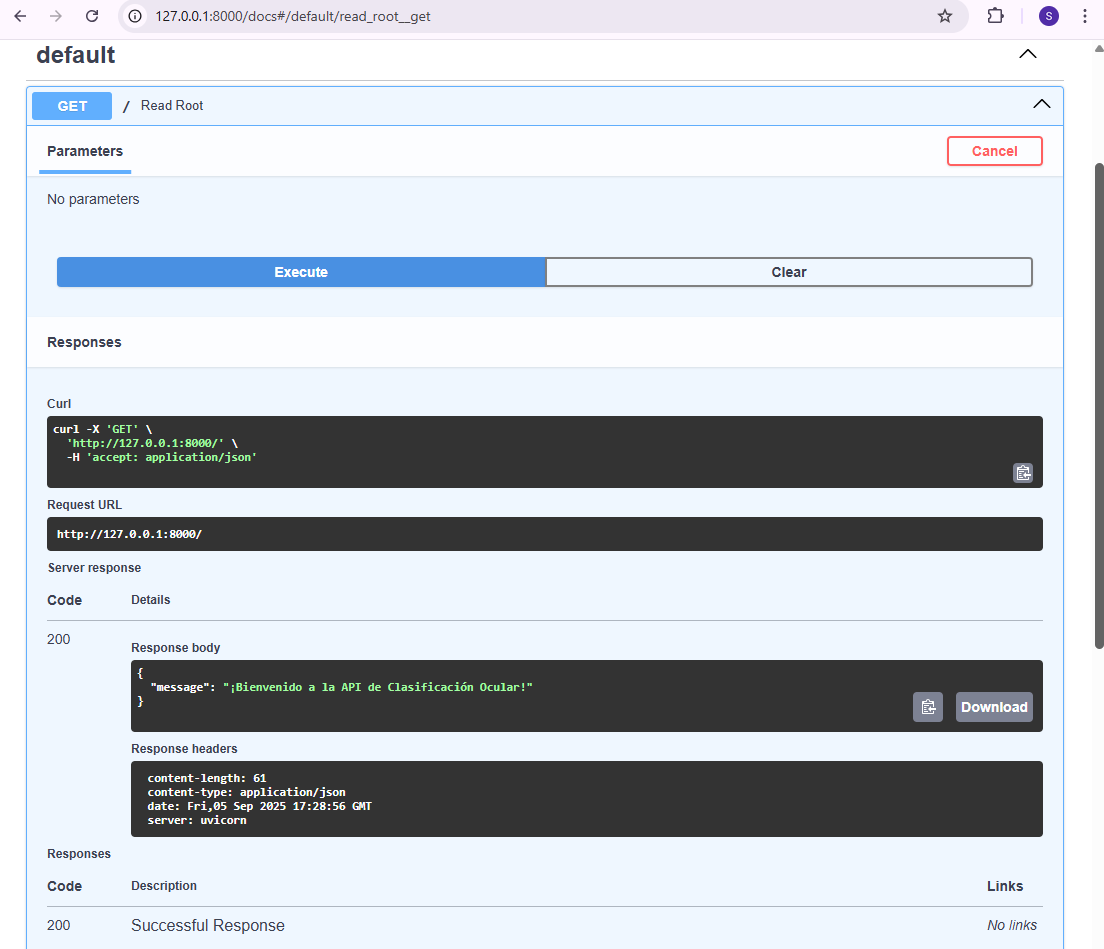 127.0.0.1:8000/docs#/default/read_root__get
S
default
GET / Read Root
Parameters
Cancel
No parameters
Execute
Clear
Responses
Curl
curl -X 'GET' \
'http://127.0.0.1:8000/' \
-H 'accept: application/json'
Request URL
http://127.0.0.1:8000/
Server response
Code Details
200
Response body
{
"message": "¡Bienvenido a la API de Clasificación Ocular!"
}
Download
Response headers
content-length: 61
content-type: application/json
date: Fri,05 Sep 2025 17:28:56 GMT
server: uvicorn
Responses
Code Description Links
200 Successful Response No links